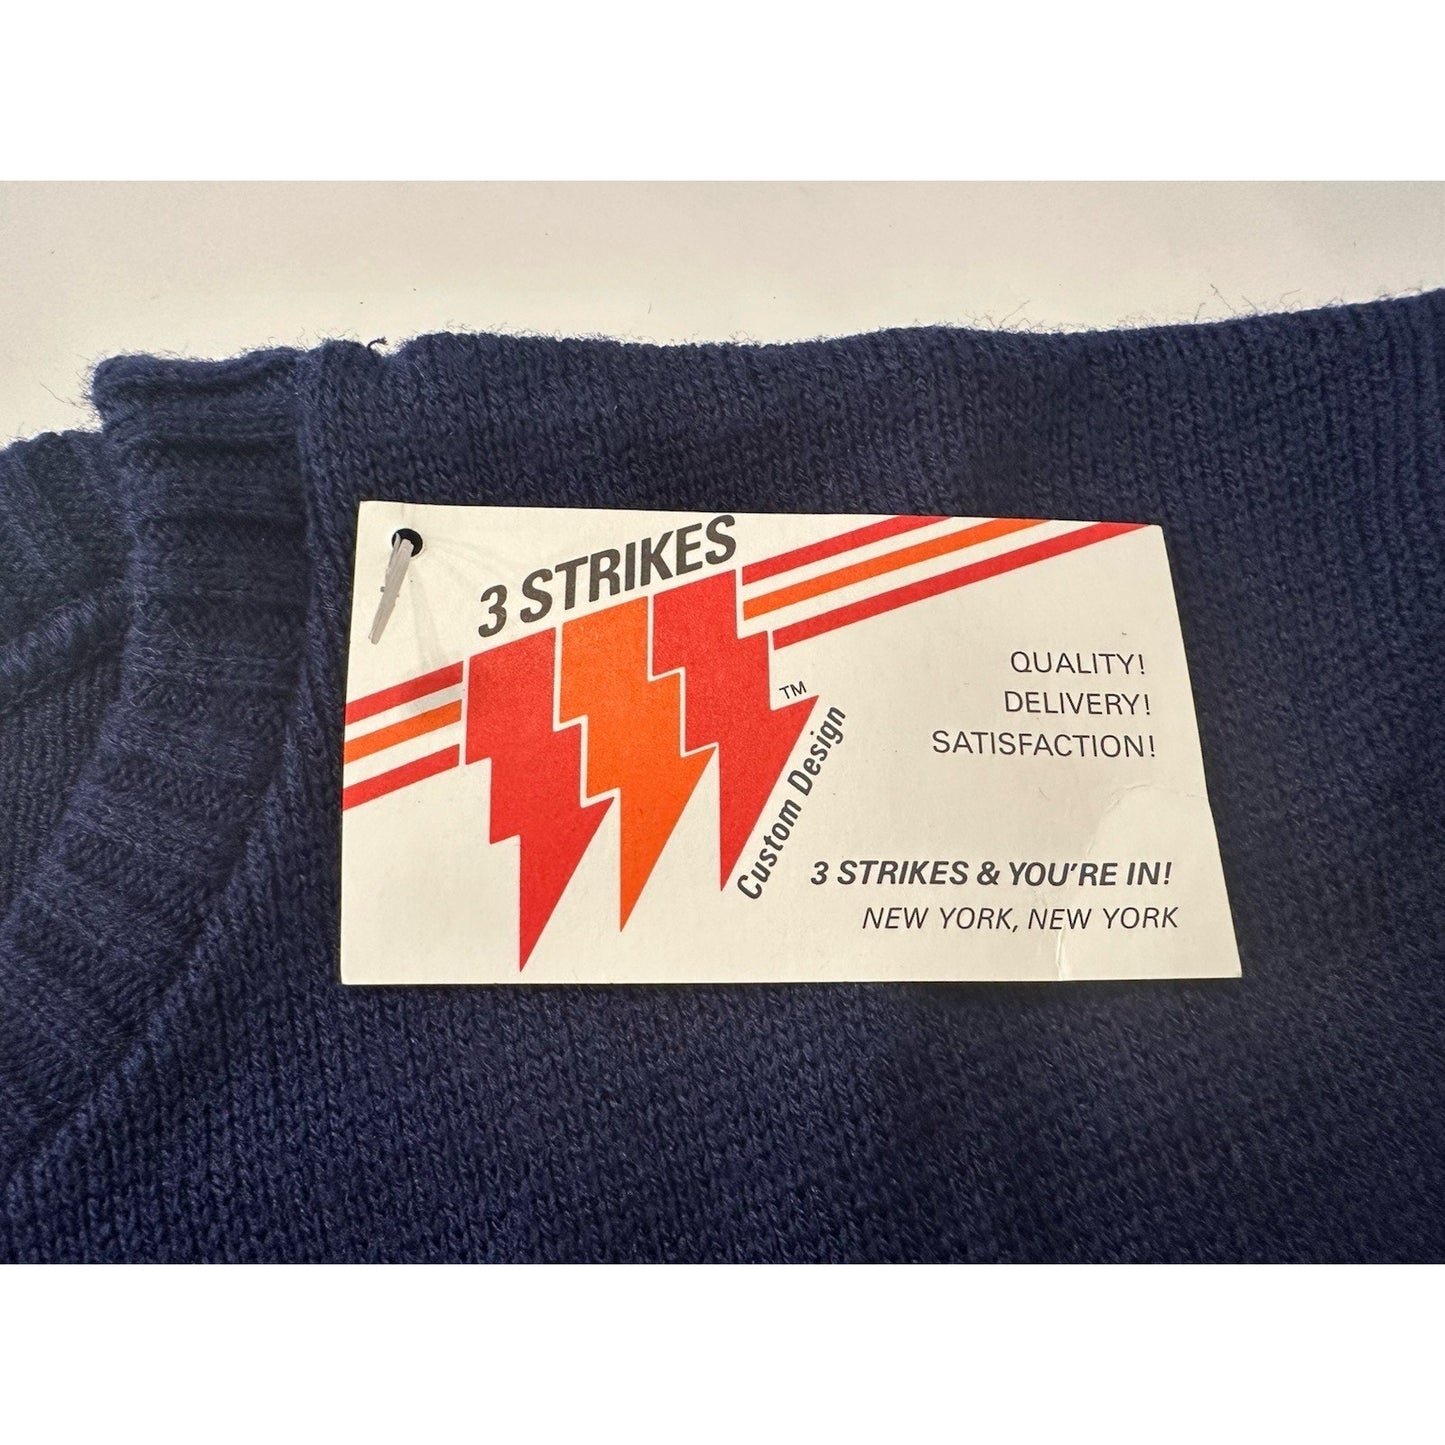 3 STRIKES
TM
Custom Design
QUALITY!
DELIVERY!
SATISFACTION!
3 STRIKES & YOU'RE IN!
NEW YORK, NEW YORK